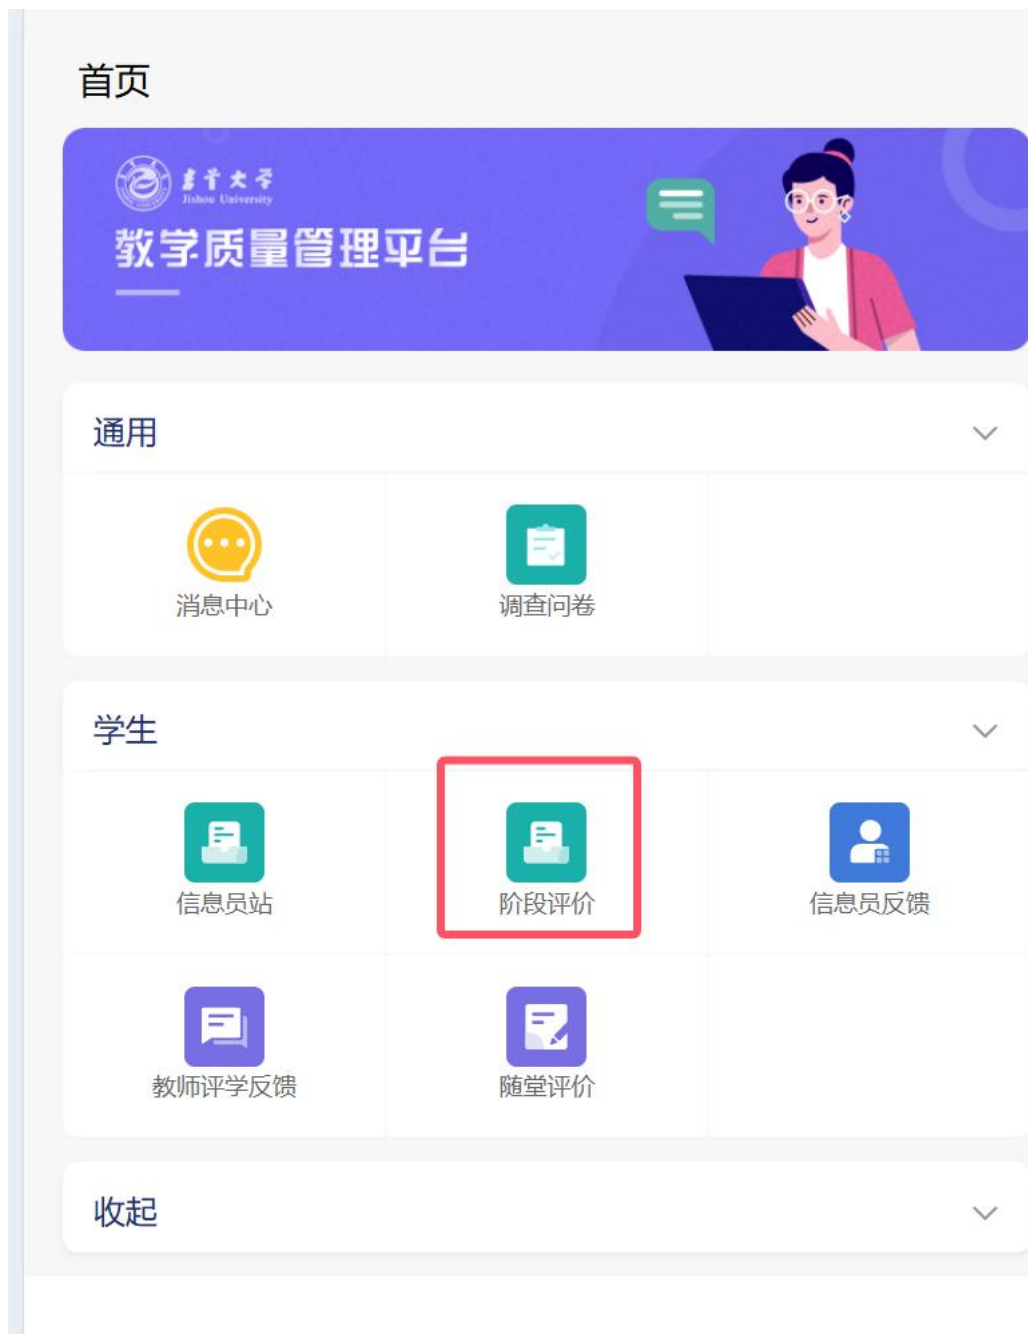 首页
吉首大学
Jishou University
教学质量管理平台
通用
消息中心
调查问卷
学生
信息员站
阶段评价
信息员反馈
教师评学反馈
随堂评价
收起